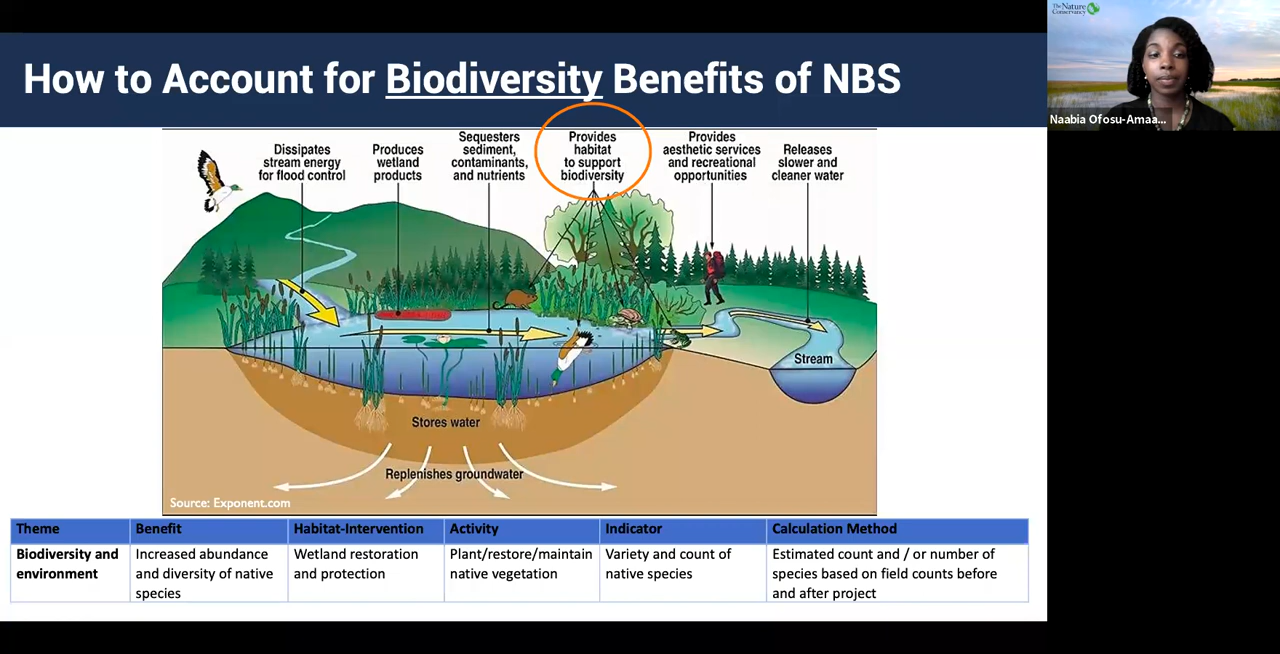 How to Account for Biodiversity Benefits of NBS
The Nature
Conservancy
Naabia Ofosu-Amaa...
Dissipates
stream energy
for flood control
Produces
wetland
products
Sequesters
sediment,
contaminants,
and nutrients
Provides
habitat
to support
biodiversity
Provides
aesthetic services
and recreational
opportunities
Releases
slower and
cleaner water
Stream
Stores water
Replenishes groundwater
Source: Exponent.com
Theme Benefit Habitat-Intervention Activity Indicator Calculation Method
Biodiversity and Increased abundance Wetland restoration Plant/restore/maintain Variety and count of Estimated count and / or number of
environment and diversity of native and protection native vegetation native species species based on field counts before
species and after project